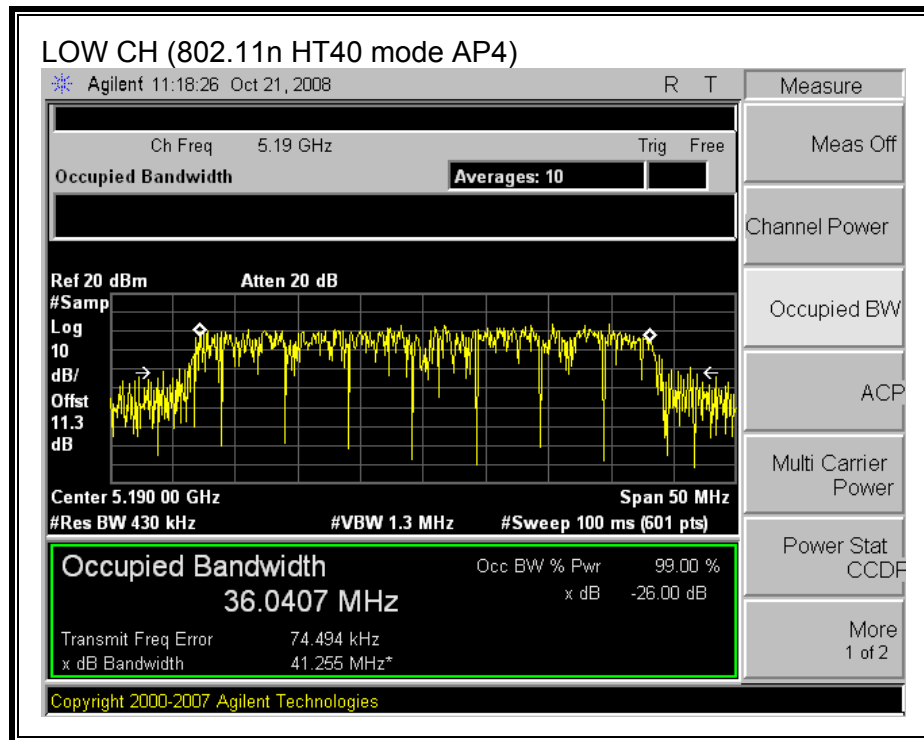 LOW CH (802.11n HT40 mode AP4)
Agilent 11:18:26 Oct 21, 2008 R T
Measure
Ch Freq 5.19 GHz Trig Free
Meas Off
Occupied Bandwidth Averages: 10
Channel Power
Ref 20 dBm Atten 20 dB
#Samp
Log
10
dB/
Offst
11.3
dB
Occupied BW
ACP
Center 5.190 00 GHz Span 50 MHz
#Res BW 430 kHz #VBW 1.3 MHz #Sweep 100 ms (601 pts)
Multi Carrier
Power
Occupied Bandwidth Occ BW % Pwr 99.00 %
36.0407 MHz x dB -26.00 dB
Power Stat
CCDF
Transmit Freq Error 74.494 kHz
x dB Bandwidth 41.255 MHz*
More
1 of 2
Copyright 2000-2007 Agilent Technologies